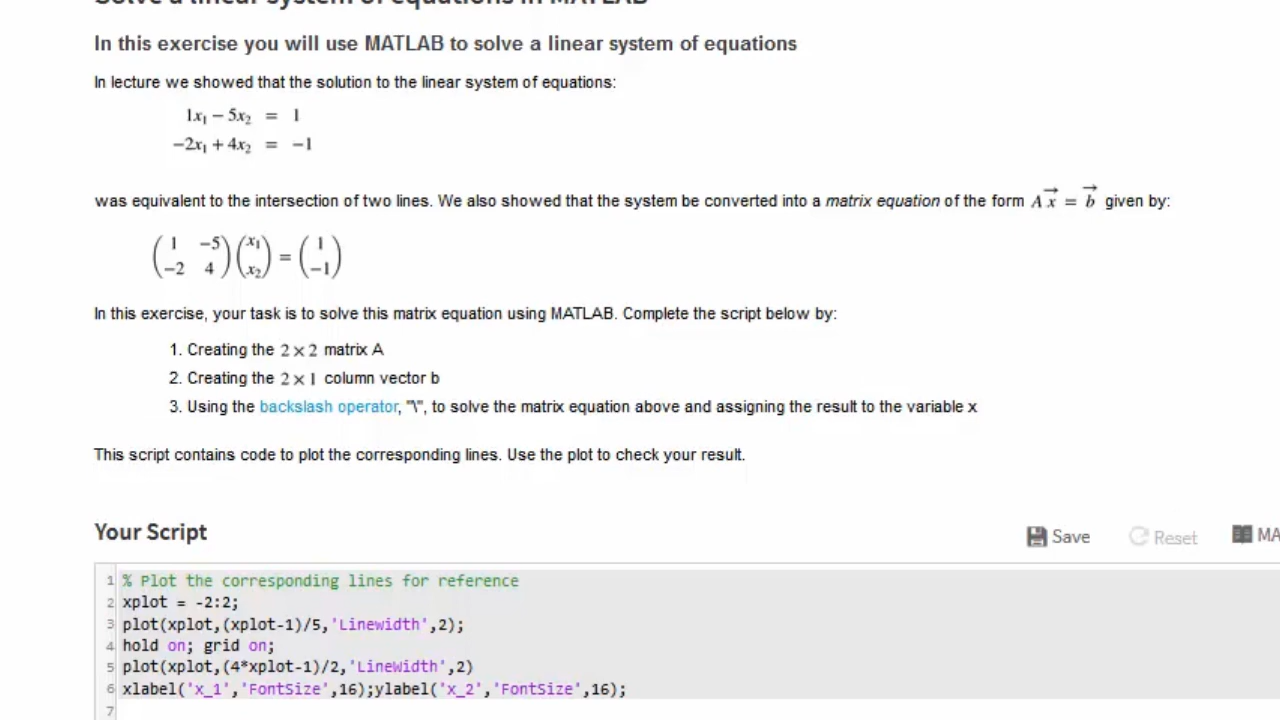 Solve a linear system of equations in MATLAB
In this exercise you will use MATLAB to solve a linear system of equations
In lecture we showed that the solution to the linear system of equations:
1x₁ − 5x₂ = 1
−2x₁ + 4x₂ = −1
was equivalent to the intersection of two lines. We also showed that the system be converted into a matrix equation of the form A x⃗ = b⃗ given by:
( 1 −5 ) ( x₁ ) = ( 1 )
( −2 4 ) ( x₂ ) ( −1 )
In this exercise, your task is to solve this matrix equation using MATLAB. Complete the script below by:
1. Creating the 2 × 2 matrix A
2. Creating the 2 × 1 column vector b
3. Using the backslash operator, "\", to solve the matrix equation above and assigning the result to the variable x
This script contains code to plot the corresponding lines. Use the plot to check your result.
Your Script
Save
Reset
MA
1 % Plot the corresponding lines for reference
2 xplot = -2:2;
3 plot(xplot,(xplot-1)/5,'Linewidth',2);
4 hold on; grid on;
5 plot(xplot,(4*xplot-1)/2,'LineWidth',2)
6 xlabel('x_1','FontSize',16);ylabel('x_2','FontSize',16);
7